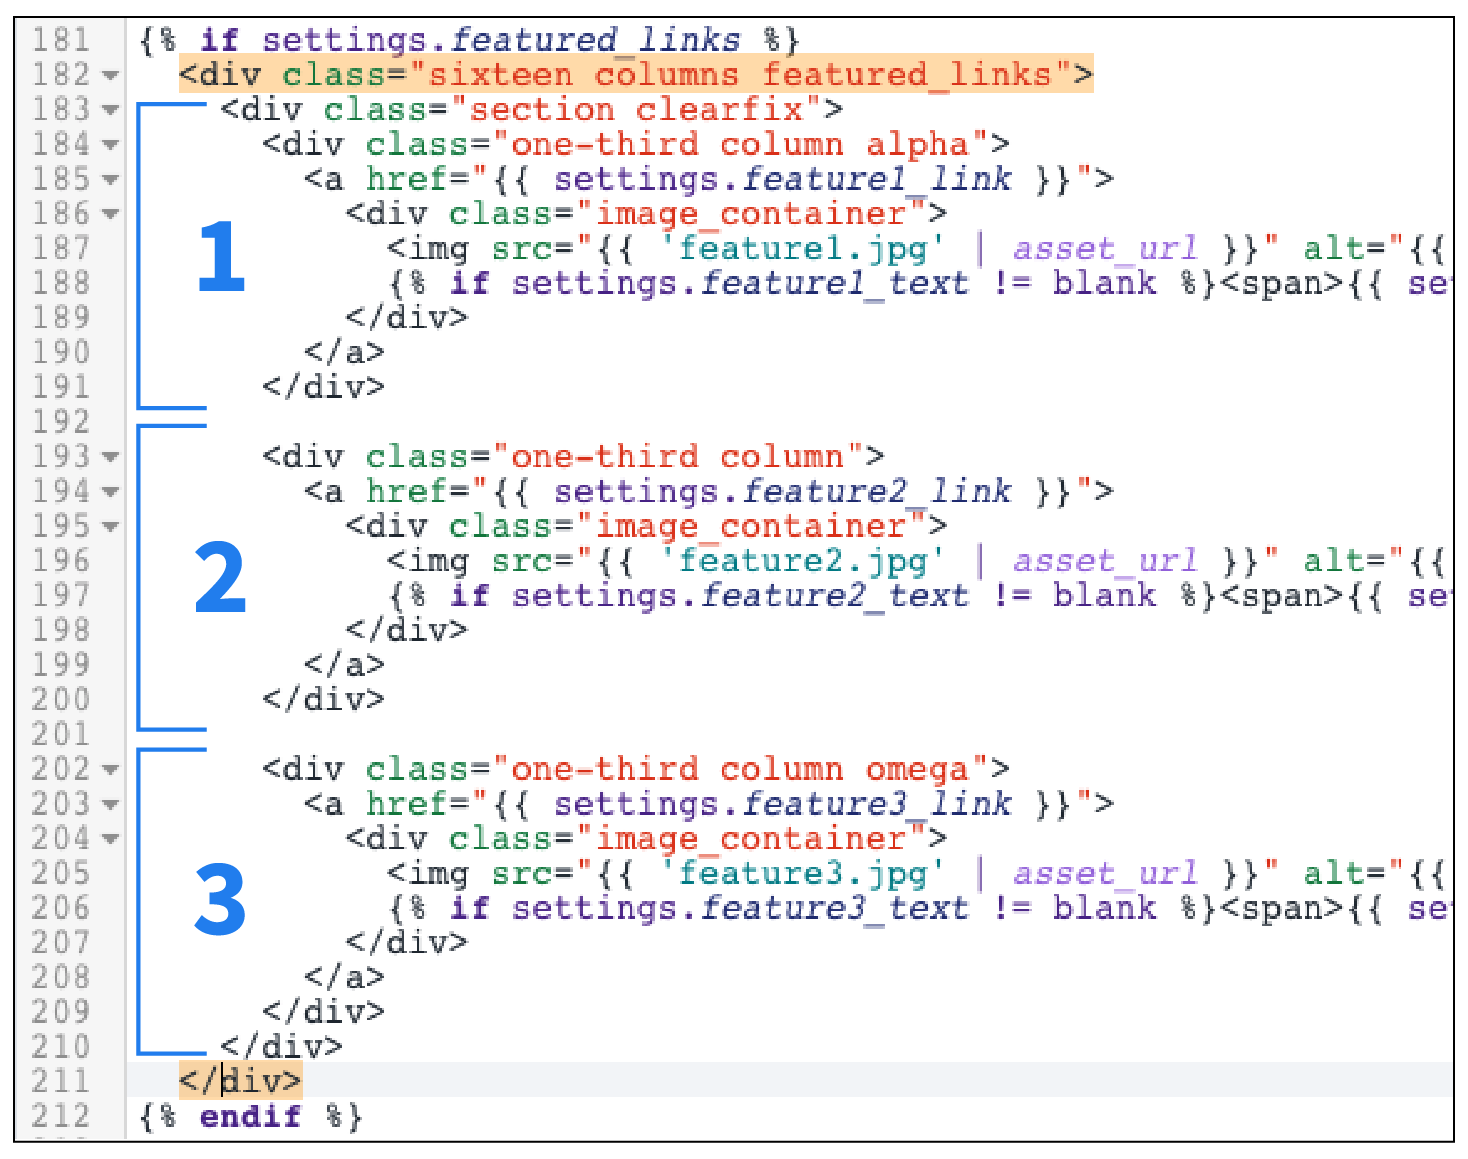 181 {% if settings.featured_links %}
182 <div class="sixteen columns featured_links">
183 <div class="section clearfix">
184 <div class="one-third column alpha">
185 <a href="{{ settings.feature1_link }}">
186 <div class="image_container">
187 <img src="{{ 'feature1.jpg' | asset_url }}" alt="{{
188 {% if settings.feature1_text != blank %}<span>{{ se
189 </div>
190 </a>
191 </div>
1
192
193 <div class="one-third column">
194 <a href="{{ settings.feature2_link }}">
195 <div class="image_container">
196 <img src="{{ 'feature2.jpg' | asset_url }}" alt="{{
197 {% if settings.feature2_text != blank %}<span>{{ se
198 </div>
199 </a>
200 </div>
2
201
202 <div class="one-third column omega">
203 <a href="{{ settings.feature3_link }}">
204 <div class="image_container">
205 <img src="{{ 'feature3.jpg' | asset_url }}" alt="{{
206 {% if settings.feature3_text != blank %}<span>{{ se
207 </div>
208 </a>
209 </div>
210 </div>
3
211 </div>
212 {% endif %}